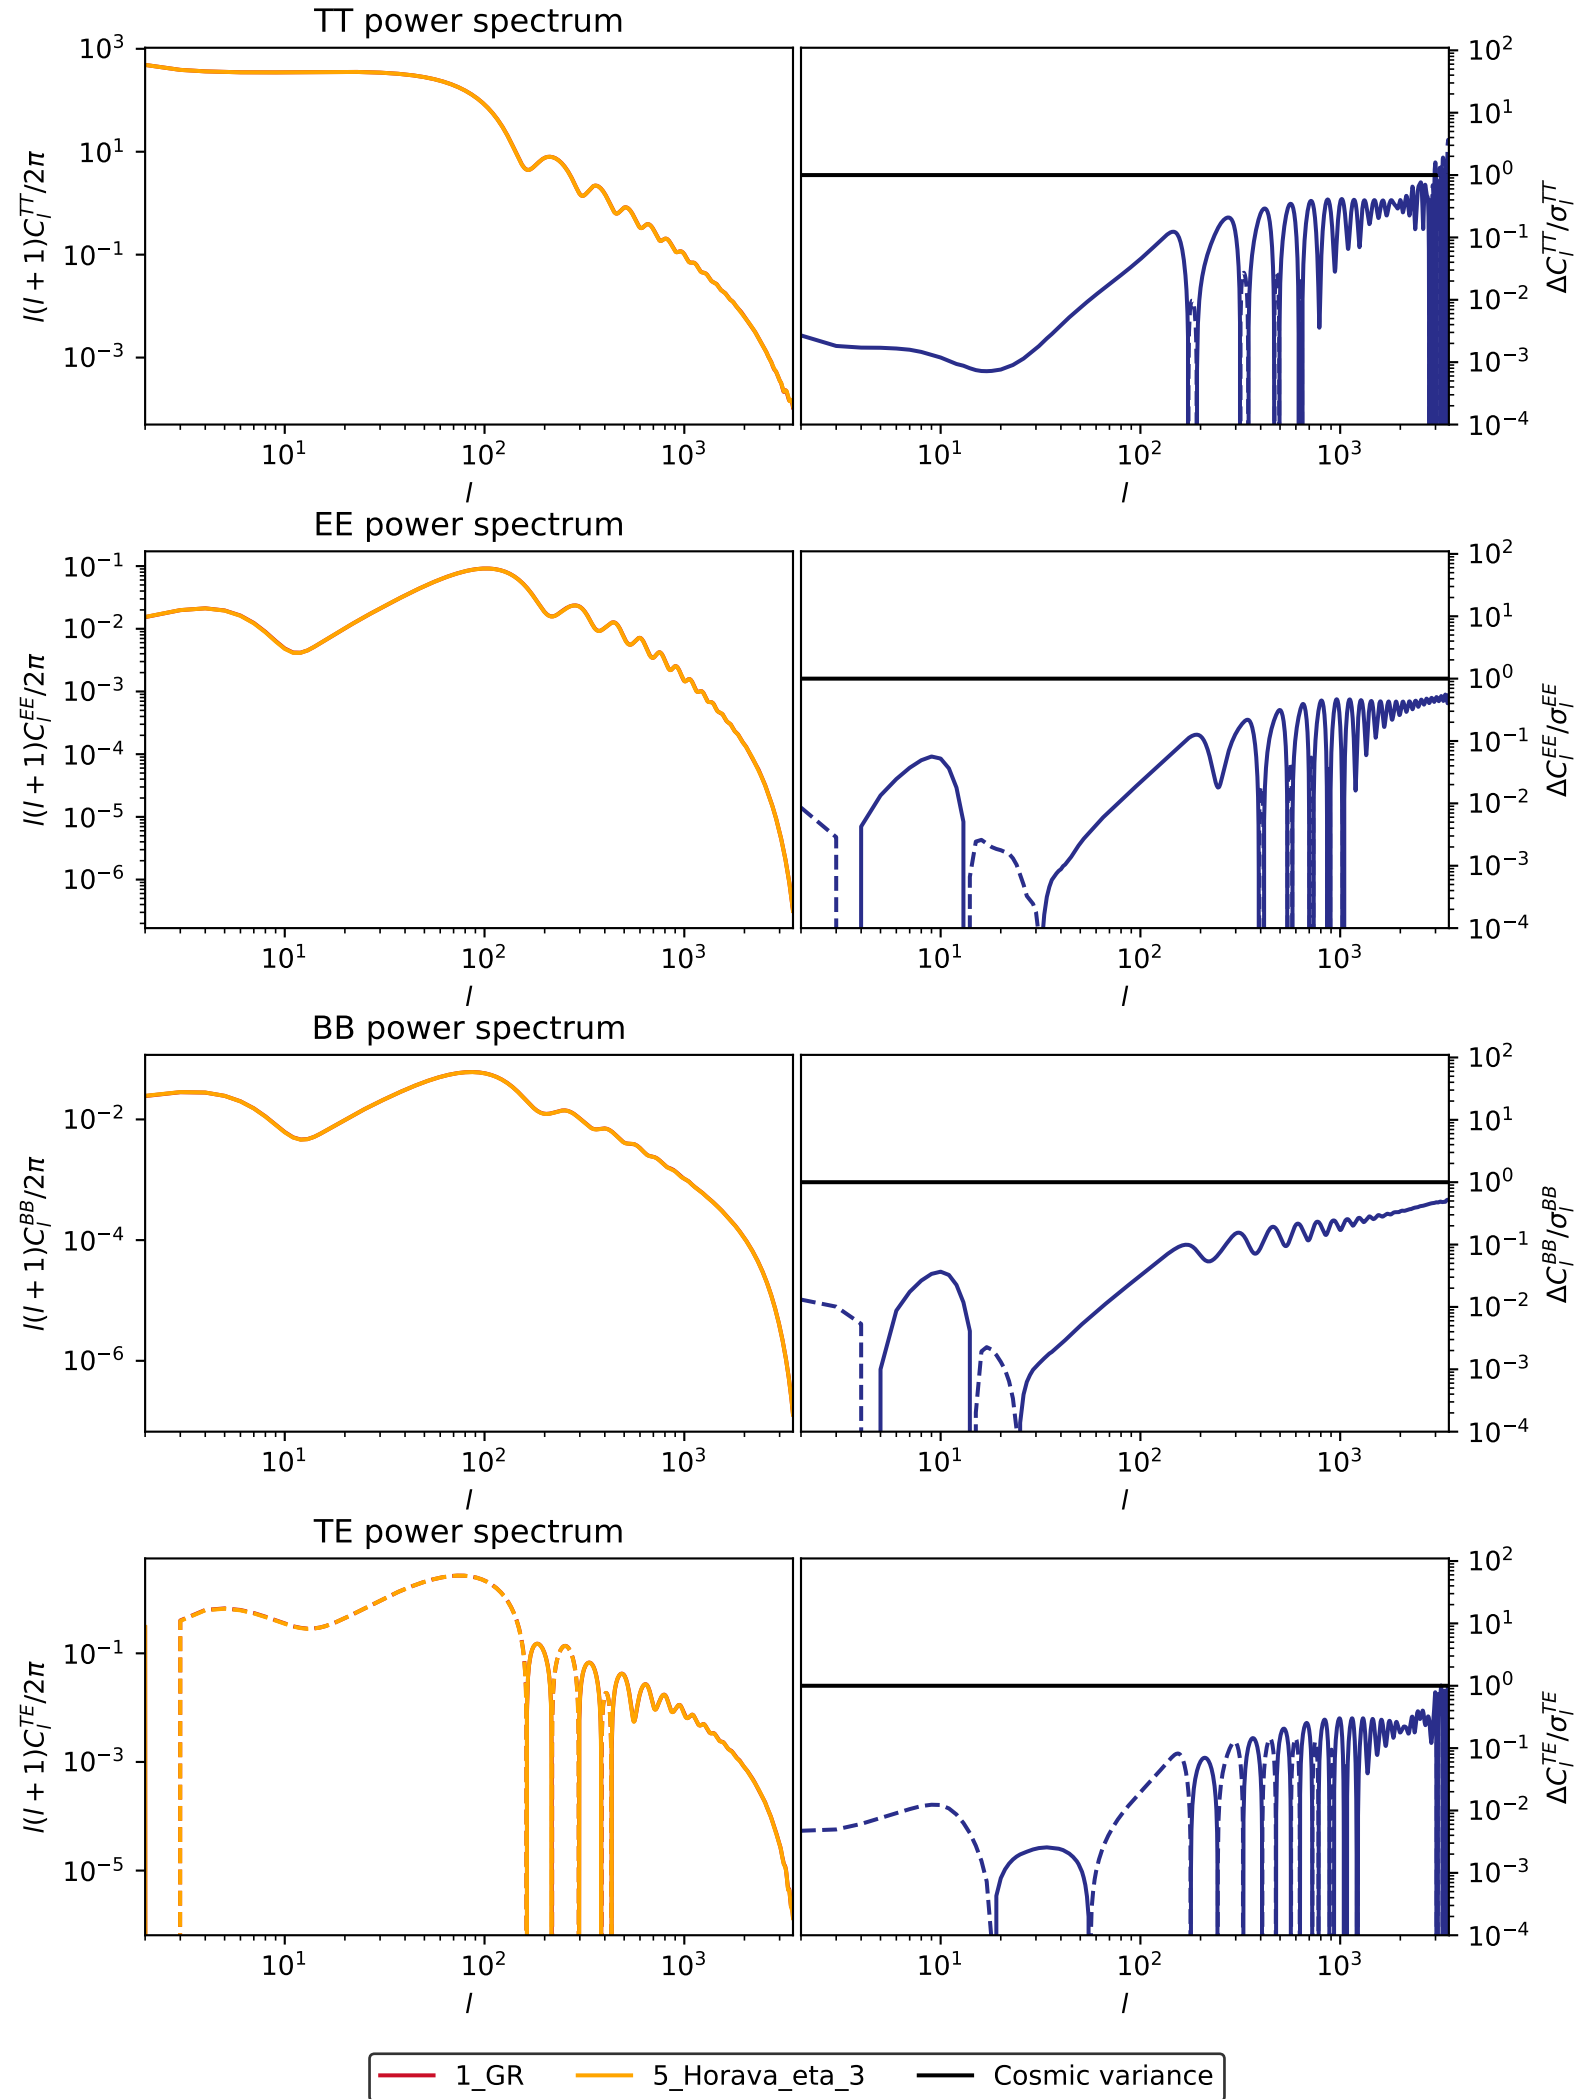 TT power spectrum
l(l + 1)C_l^{TT}/2π
10^3
10^1
10^{-1}
10^{-3}
10^1 10^2 10^3
l
10^1 10^2 10^3
l
10^2
10^1
10^0
10^{-1}
10^{-2}
10^{-3}
10^{-4}
ΔC_l^{TT}/σ_l^{TT}
EE power spectrum
l(l + 1)C_l^{EE}/2π
10^{-1}
10^{-2}
10^{-3}
10^{-4}
10^{-5}
10^{-6}
10^1 10^2 10^3
l
10^1 10^2 10^3
l
10^2
10^1
10^0
10^{-1}
10^{-2}
10^{-3}
10^{-4}
ΔC_l^{EE}/σ_l^{EE}
BB power spectrum
l(l + 1)C_l^{BB}/2π
10^{-2}
10^{-4}
10^{-6}
10^1 10^2 10^3
l
10^1 10^2 10^3
l
10^2
10^1
10^0
10^{-1}
10^{-2}
10^{-3}
10^{-4}
ΔC_l^{BB}/σ_l^{BB}
TE power spectrum
l(l + 1)C_l^{TE}/2π
10^{-1}
10^{-3}
10^{-5}
10^1 10^2 10^3
l
10^1 10^2 10^3
l
10^2
10^1
10^0
10^{-1}
10^{-2}
10^{-3}
10^{-4}
ΔC_l^{TE}/σ_l^{TE}
1_GR 5_Horava_eta_3 Cosmic variance